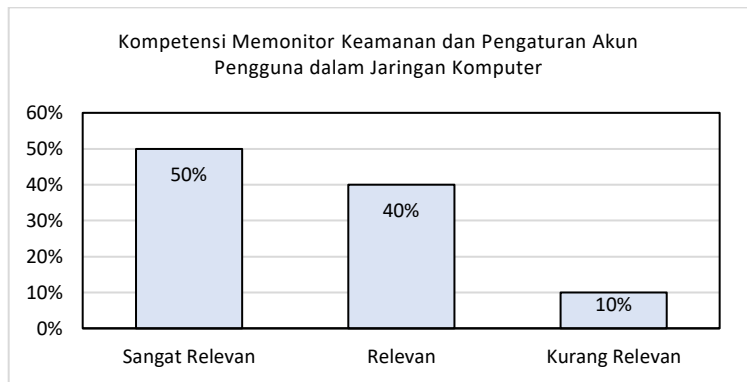 Kompetensi Memonitor Keamanan dan Pengaturan Akun
Pengguna dalam Jaringan Komputer
60%
50%
40%
30%
20%
10%
0%
50%
40%
10%
Sangat Relevan
Relevan
Kurang Relevan